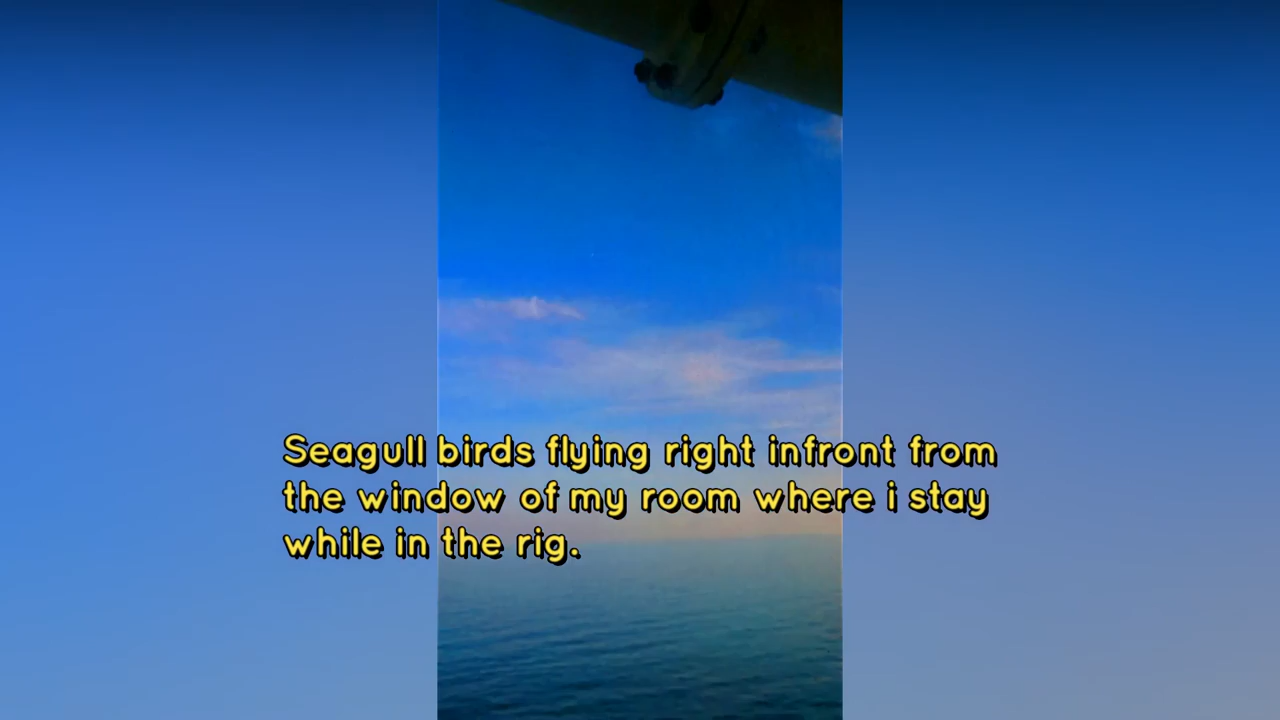 Seagull birds flying right infront from
the window of my room where i stay
while in the rig.